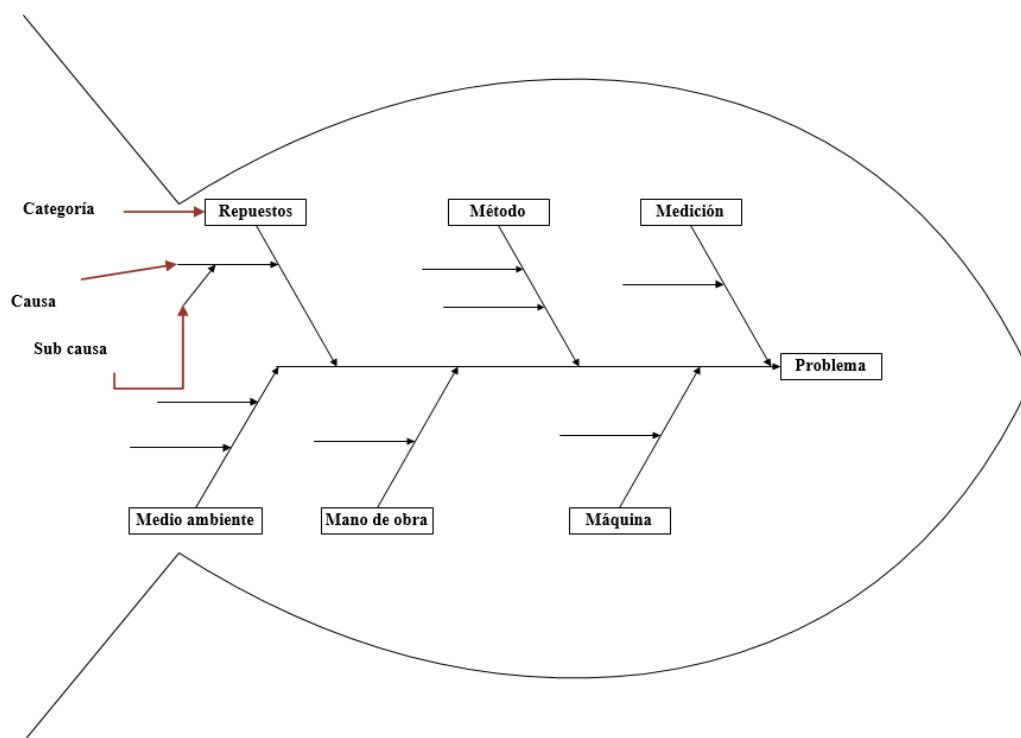 Categoría
Repuestos
Método
Medición
Causa
Sub causa
Problema
Medio ambiente
Mano de obra
Máquina